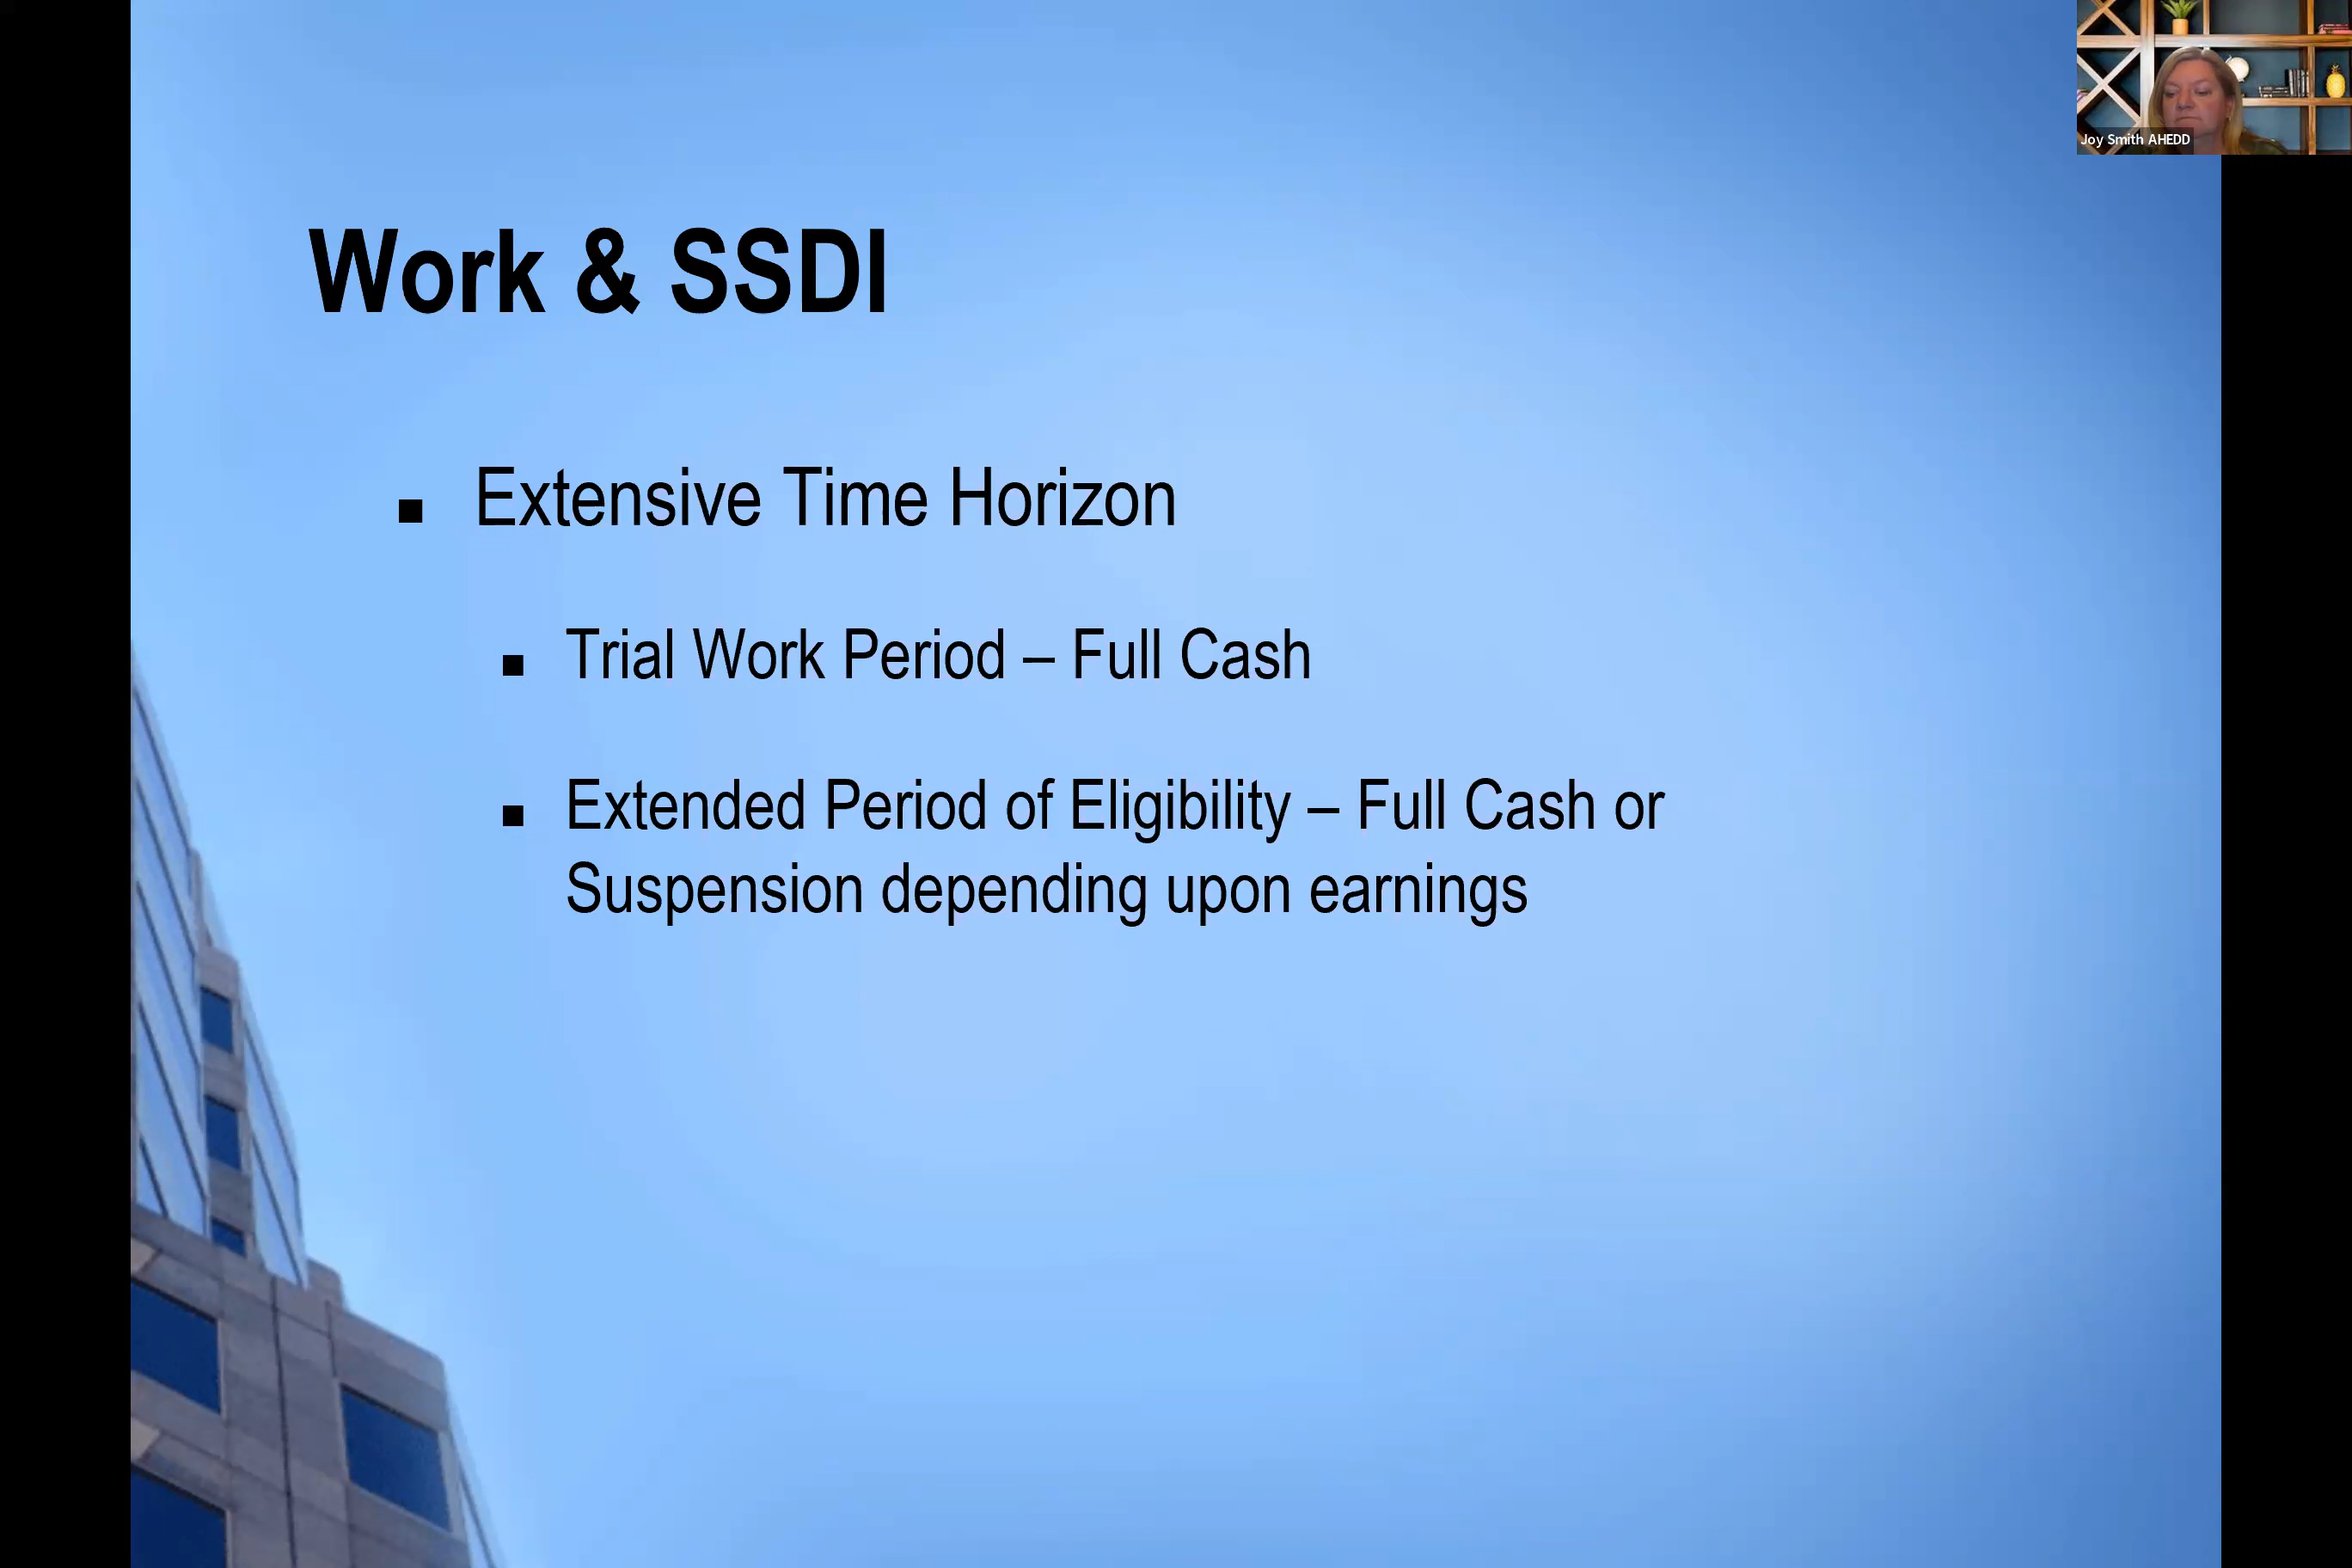 Joy Smith AHEDD
Work & SSDI
▪ Extensive Time Horizon
▪ Trial Work Period – Full Cash
▪ Extended Period of Eligibility – Full Cash or
Suspension depending upon earnings